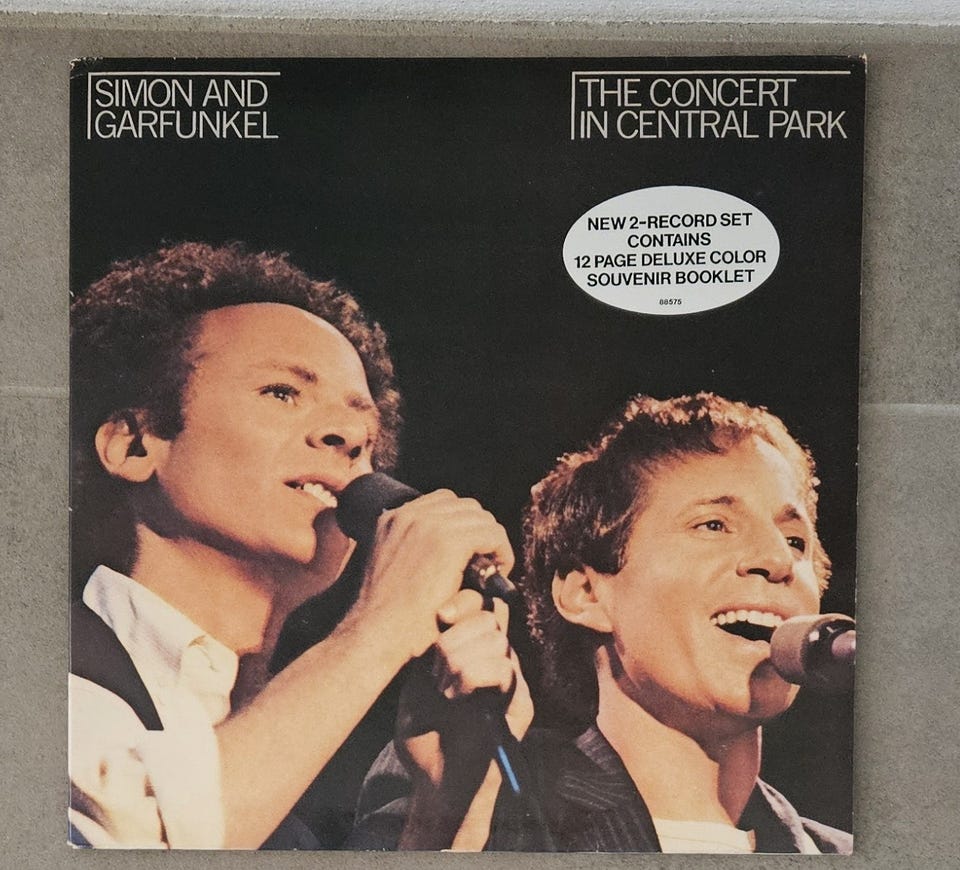 SIMON AND
GARFUNKEL
THE CONCERT
IN CENTRAL PARK
NEW 2-RECORD SET
CONTAINS
12 PAGE DELUXE COLOR
SOUVENIR BOOKLET
88575